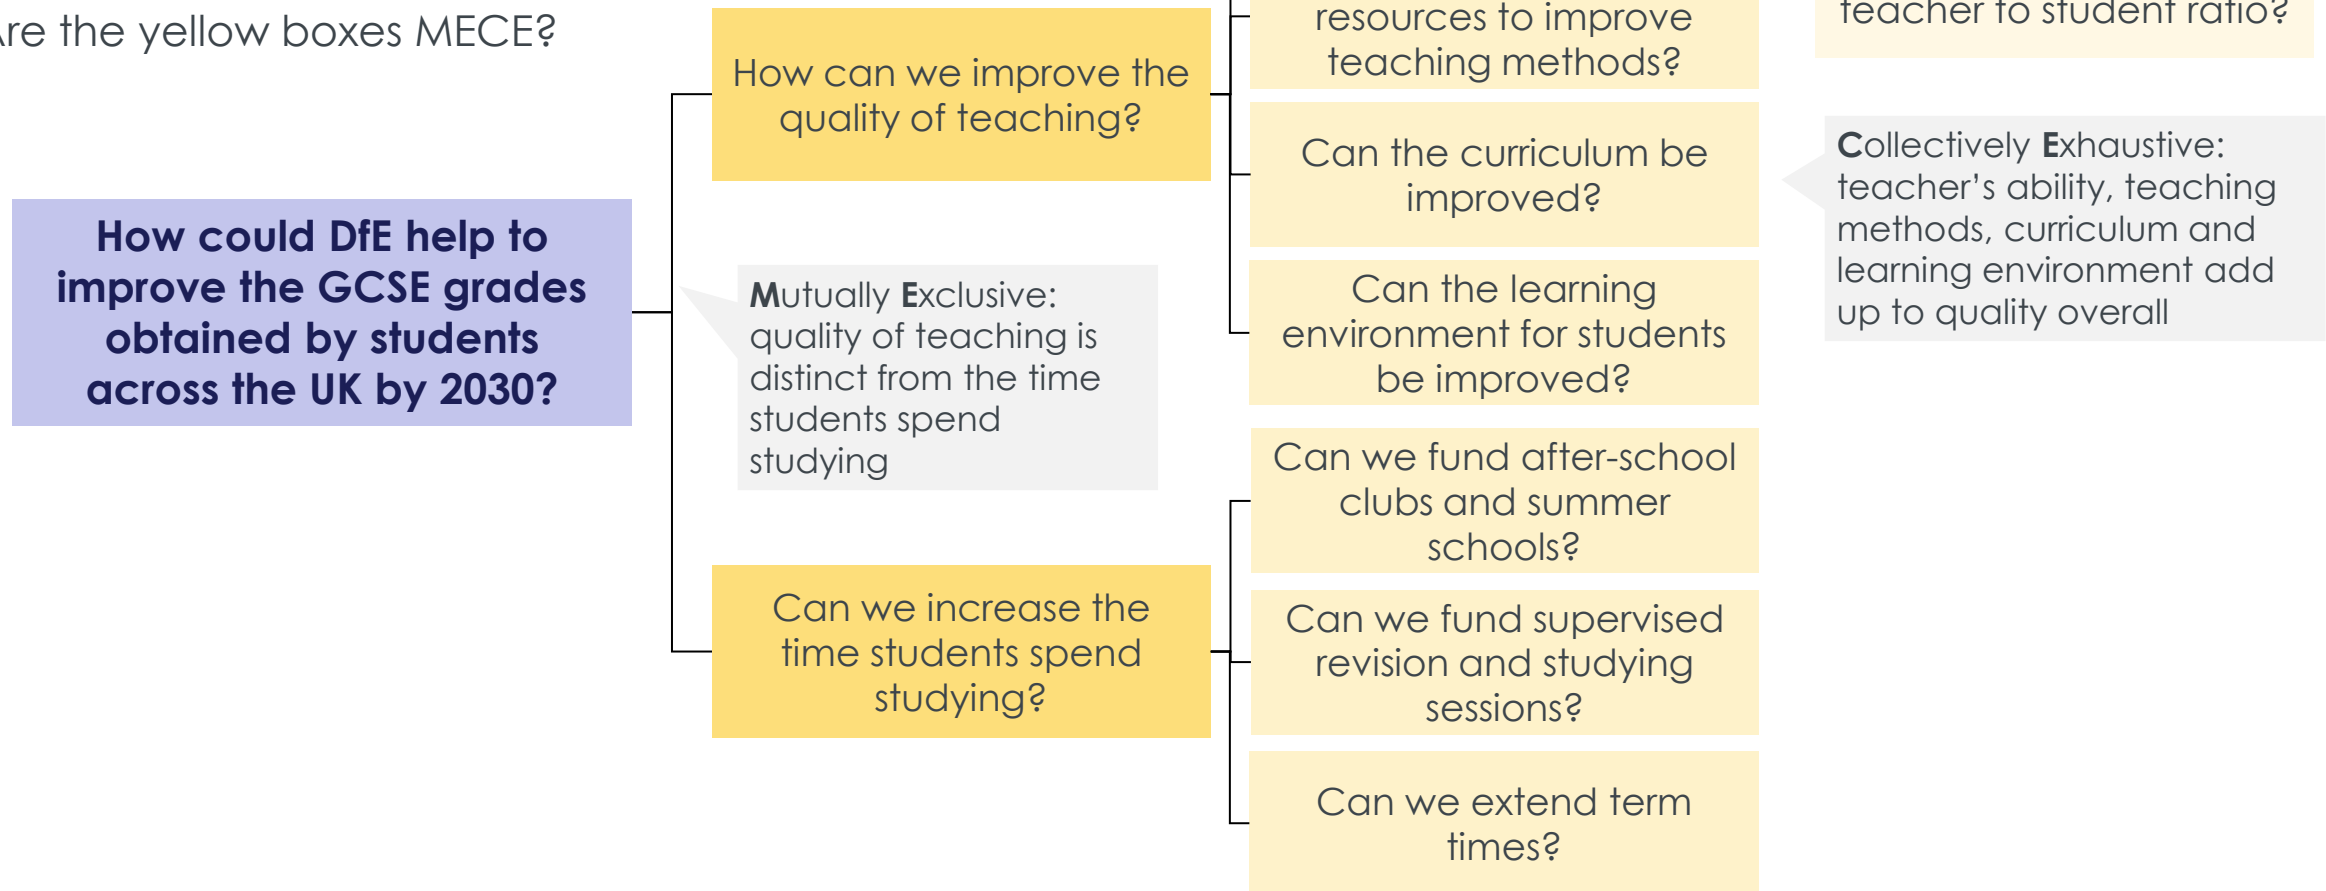 Are the yellow boxes MECE?
How can we improve the
quality of teaching?
resources to improve
teaching methods?
teacher to student ratio?
Can the curriculum be
improved?
Collectively Exhaustive:
teacher’s ability, teaching
methods, curriculum and
learning environment add
up to quality overall
How could DfE help to
improve the GCSE grades
obtained by students
across the UK by 2030?
Mutually Exclusive:
quality of teaching is
distinct from the time
students spend
studying
Can the learning
environment for students
be improved?
Can we fund after-school
clubs and summer
schools?
Can we increase the
time students spend
studying?
Can we fund supervised
revision and studying
sessions?
Can we extend term
times?